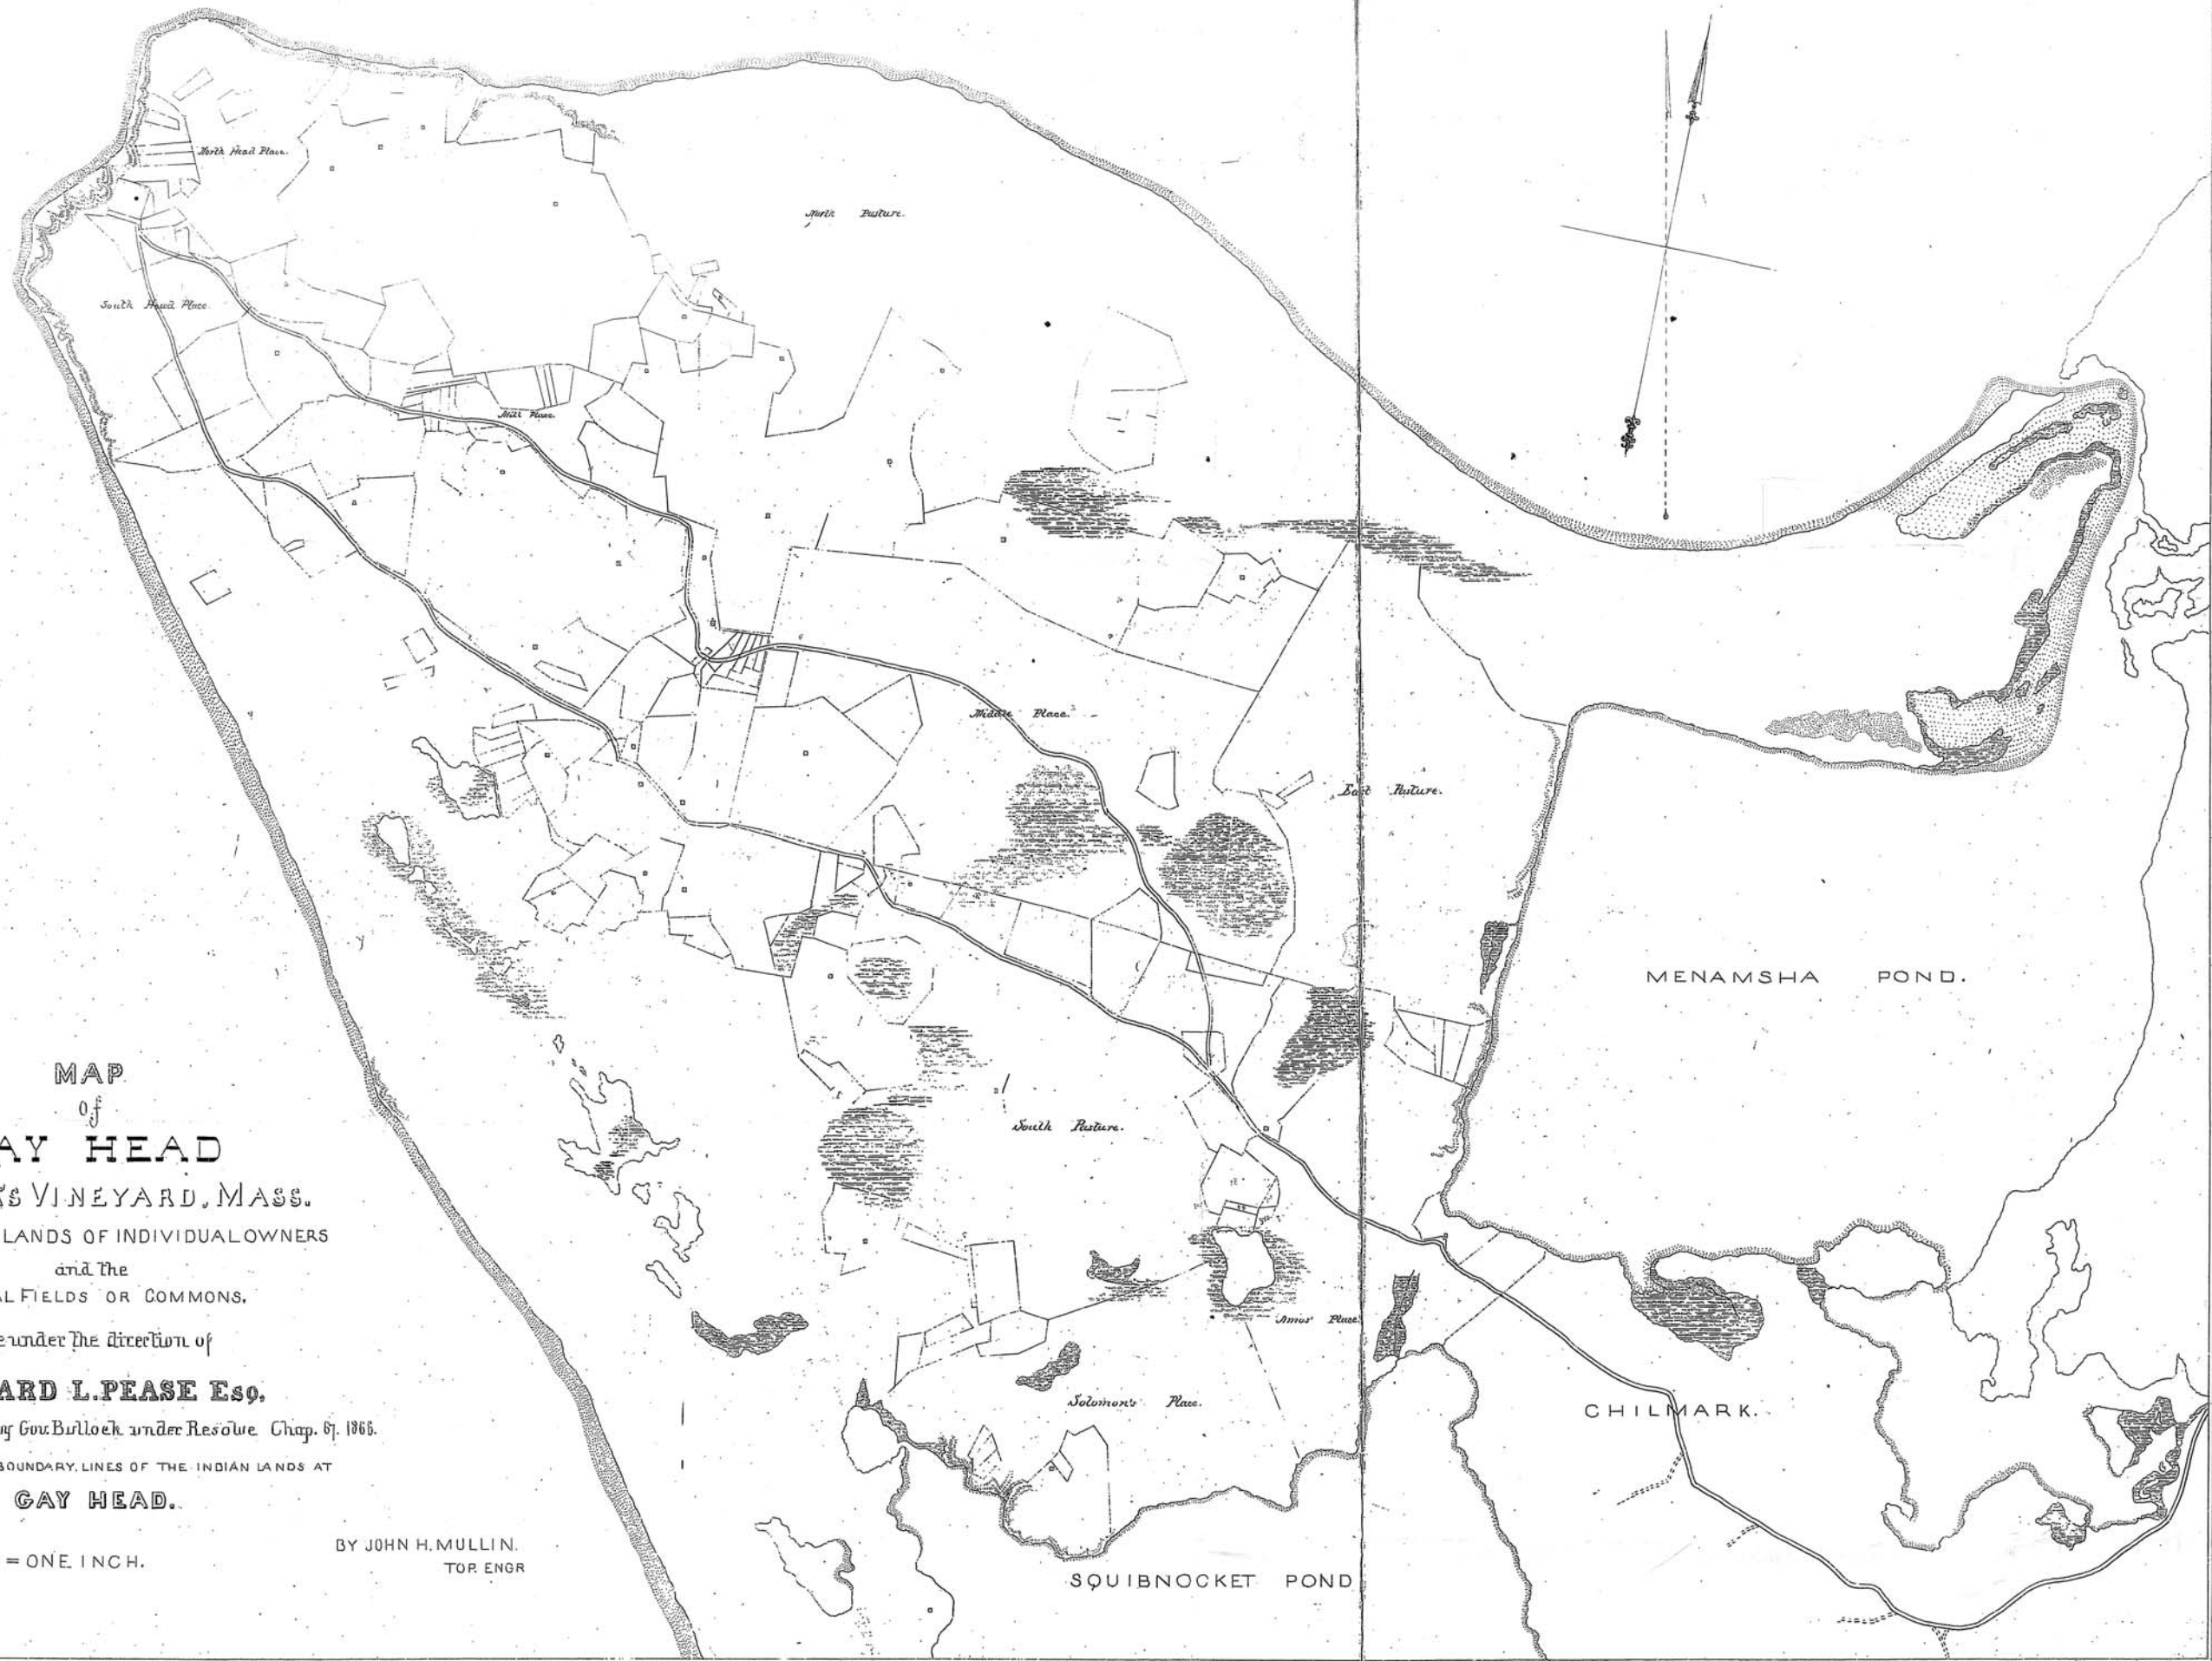 North Head Place.
North Pasture.
South Head Place.
Mill Place.
Middle Place.
East Pasture.
MENAMSHA POND.
MAP
of
AY HEAD
'S VINEYARD, MASS.
LANDS OF INDIVIDUAL OWNERS
and the
L FIELDS OR COMMONS,
under the direction of
ARD L. PEASE Esq.
Gov. Bullock under Resolve Chap. 67. 1866.
BOUNDARY LINES OF THE INDIAN LANDS AT
GAY HEAD.
= ONE INCH.
BY JOHN H. MULLIN.
TOP. ENGR
South Pasture.
Amos' Place
Solomon's Place.
CHILMARK.
SQUIBNOCKET POND